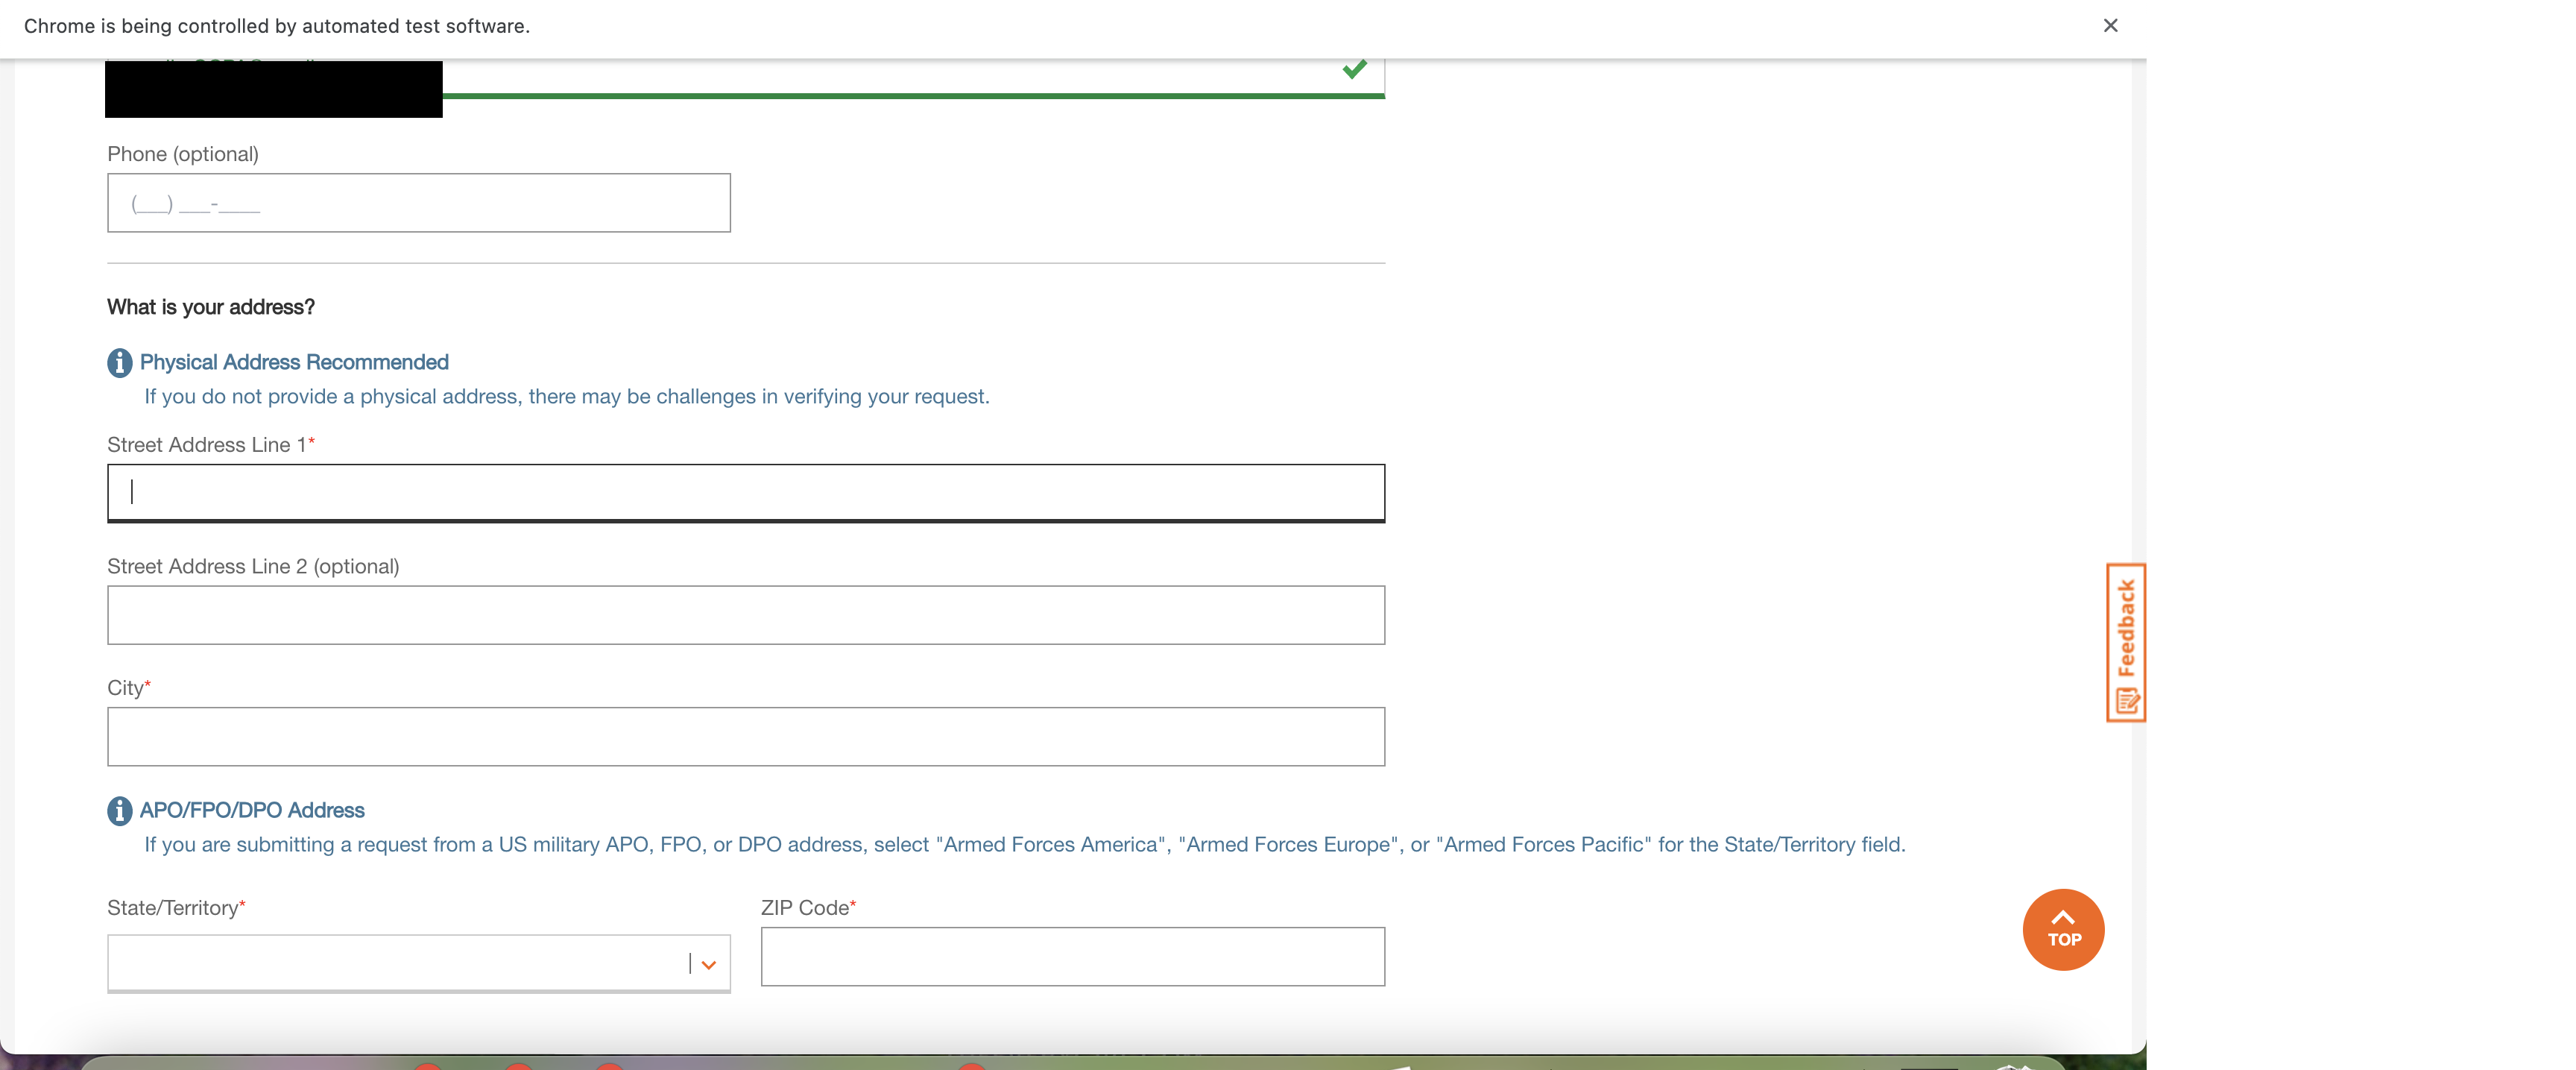 Chrome is being controlled by automated test software.
Phone (optional)
(___) ___-____
What is your address?
Physical Address Recommended
If you do not provide a physical address, there may be challenges in verifying your request.
Street Address Line 1*
Street Address Line 2 (optional)
Feedback
City*
APO/FPO/DPO Address
If you are submitting a request from a US military APO, FPO, or DPO address, select "Armed Forces America", "Armed Forces Europe", or "Armed Forces Pacific" for the State/Territory field.
State/Territory*
ZIP Code*
TOP